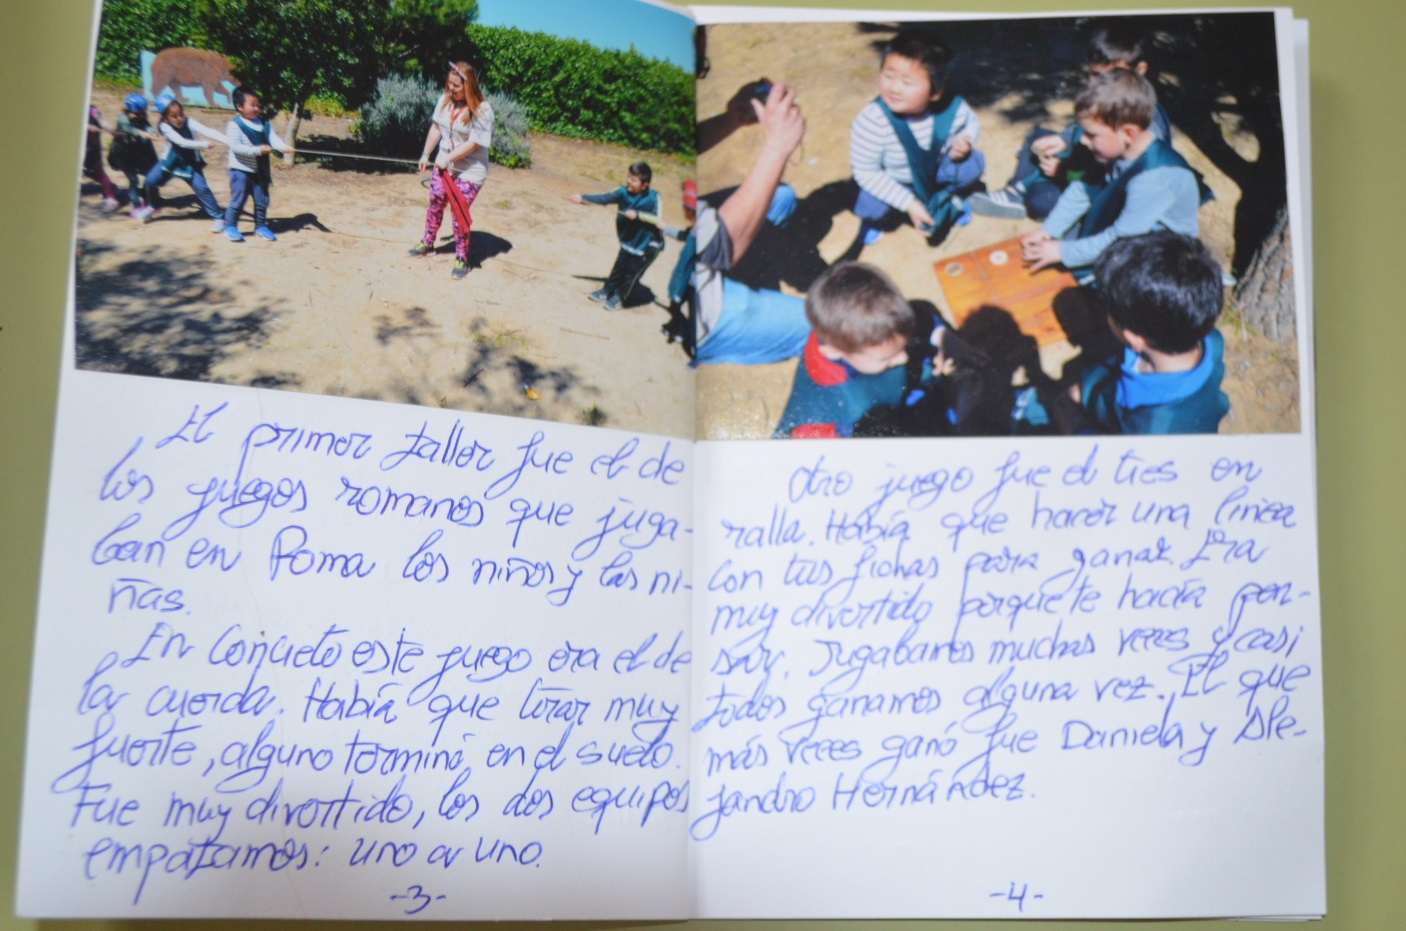 El primer taller fue el de
los juegos romanos que juga-
ban en Roma los niños y las ni-
ñas.
En concreto este juego era el de
la cuerda. Había que tirar muy
fuerte, alguno terminó en el suelo.
Fue muy divertido, los dos equipos
empatamos: uno a uno.
-3-
Otro juego fue el tres en
ralla. Había que hacer una línea
con tus fichas para ganar. Era
muy divertido porque te hacía pen-
sar. Jugabamos muchas veces y casi
todos ganamos alguna vez. El que
más veces ganó fue Daniela y Ale-
jandro Hernández.
-4-